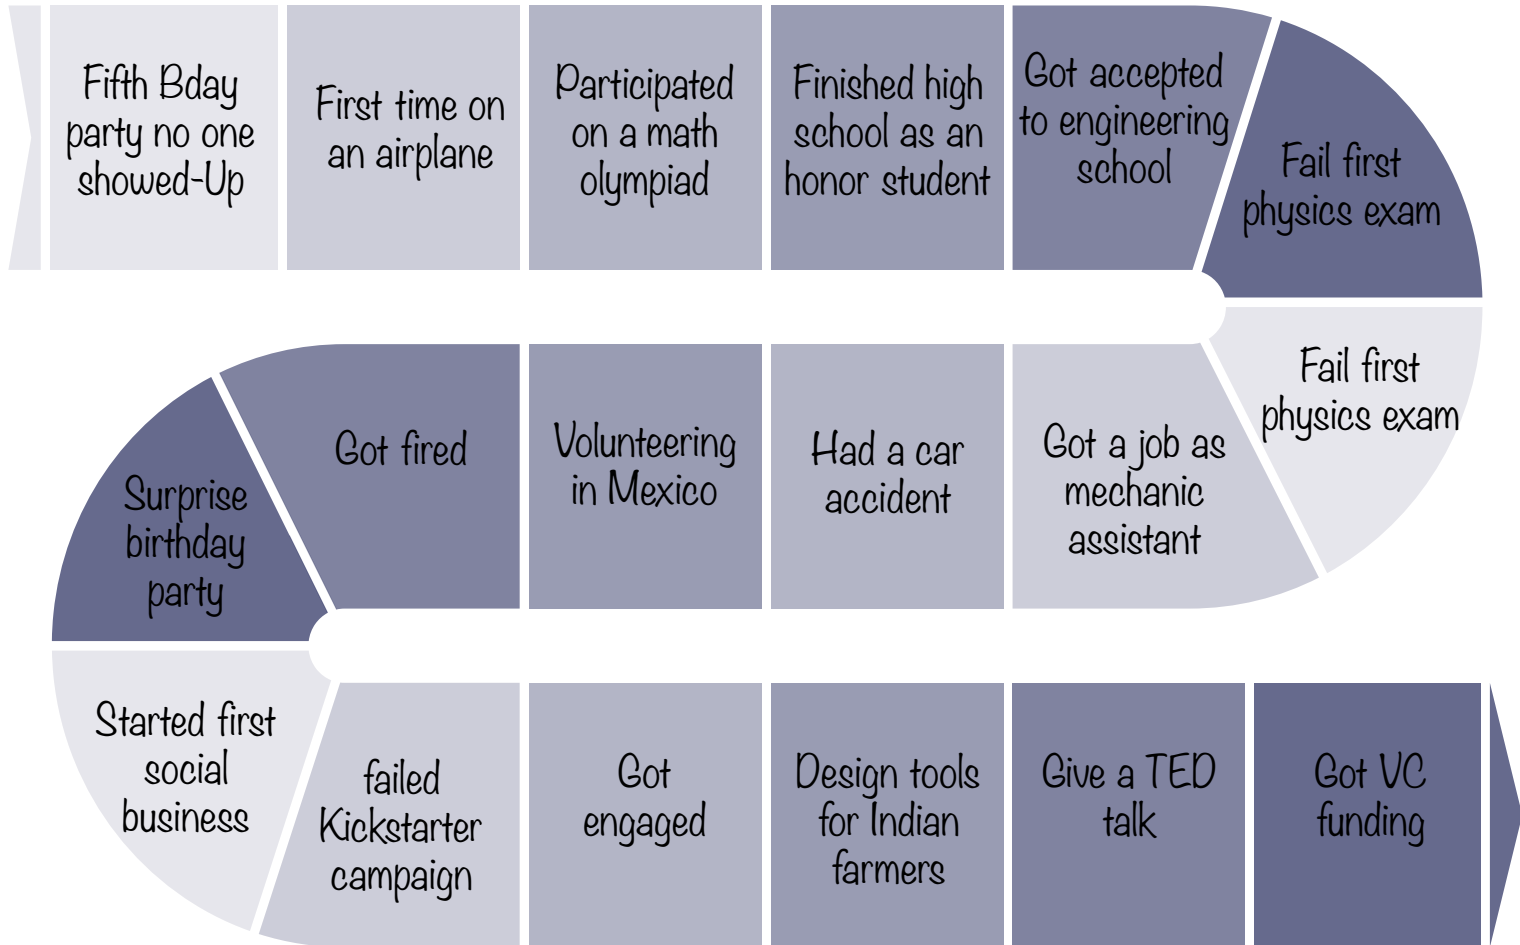 Fifth Bday
party no one
showed-Up
First time on
an airplane
Participated
on a math
olympiad
Finished high
school as an
honor student
Got accepted
to engineering
school
Fail first
physics exam
Fail first
physics exam
Got a job as
mechanic
assistant
Had a car
accident
Volunteering
in Mexico
Got fired
Surprise
birthday
party
Started first
social
business
failed
Kickstarter
campaign
Got
engaged
Design tools
for Indian
farmers
Give a TED
talk
Got VC
funding